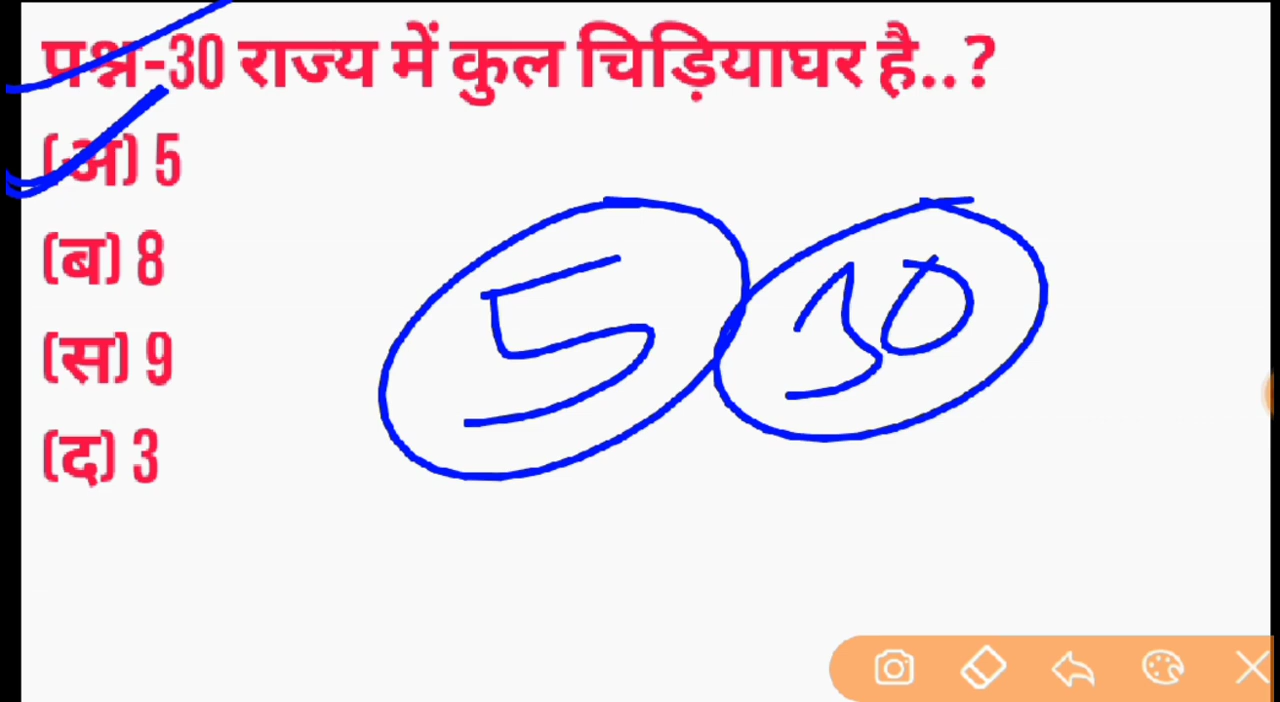 प्रश्न-30 राज्य में कुल चिड़ियाघर है..?
(अ) 5
(ब) 8
(स) 9
(द) 3
5 30